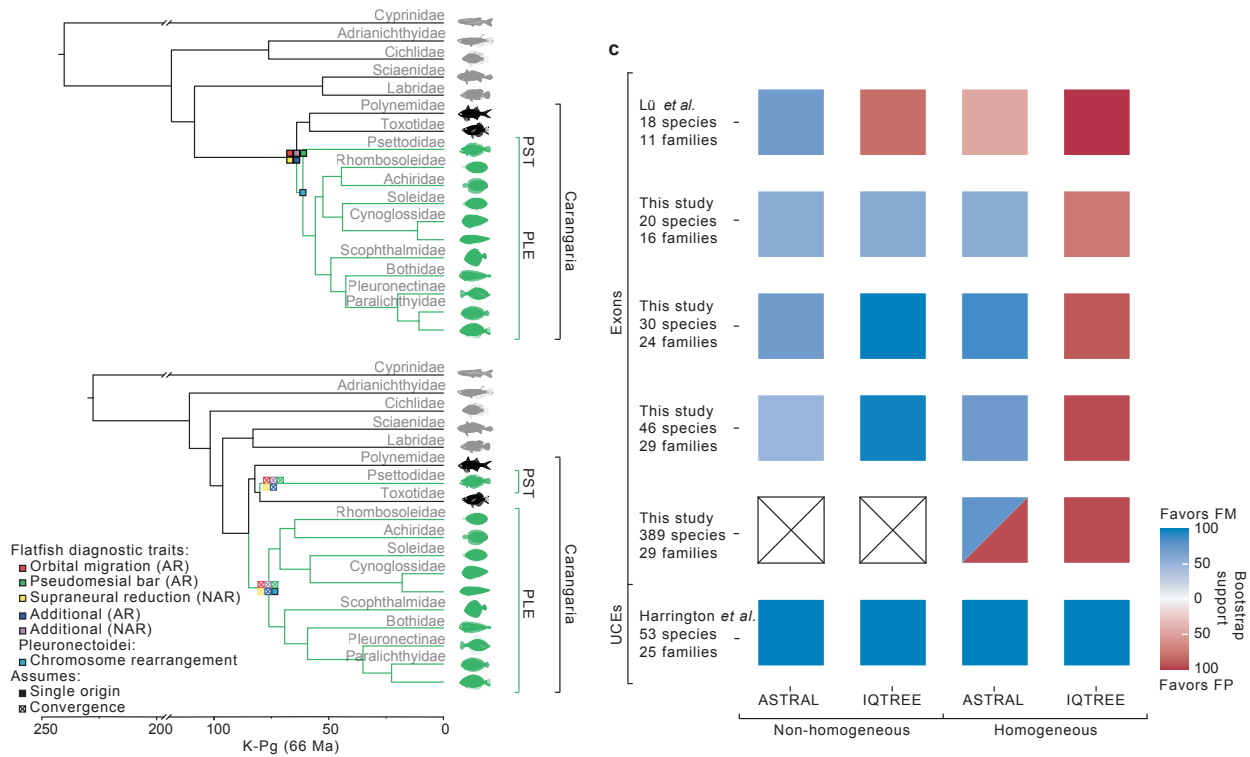 Cyprinidae
Adrianichthyidae
Cichlidae
Sciaenidae
Labridae
Polynemidae
Toxotidae
Psettodidae
Rhombosoleidae
Achiridae
Soleidae
Cynoglossidae
Scophthalmidae
Bothidae
Pleuronectinae
Paralichthyidae
PST
PLE
Carangaria
Cyprinidae
Adrianichthyidae
Cichlidae
Sciaenidae
Labridae
Polynemidae
Psettodidae
Toxotidae
Rhombosoleidae
Achiridae
Soleidae
Cynoglossidae
Scophthalmidae
Bothidae
Pleuronectinae
Paralichthyidae
PST
PLE
Carangaria
Flatfish diagnostic traits:
Orbital migration (AR)
Pseudomesial bar (AR)
Supraneural reduction (NAR)
Additional (AR)
Additional (NAR)
Pleuronectoidei:
Chromosome rearrangement
Assumes:
Single origin
Convergence
250 100 50 0
K-Pg (66 Ma)
c
Exons
Lü et al.
18 species
11 families
This study
20 species
16 families
This study
30 species
24 families
This study
46 species
29 families
This study
389 species
29 families
UCEs
Harrington et al.
53 species
25 families
ASTRAL IQTREE ASTRAL IQTREE
Non-homogeneous Homogeneous
Favors FM
100
50
0
50
100
Favors FP
Bootstrap
support